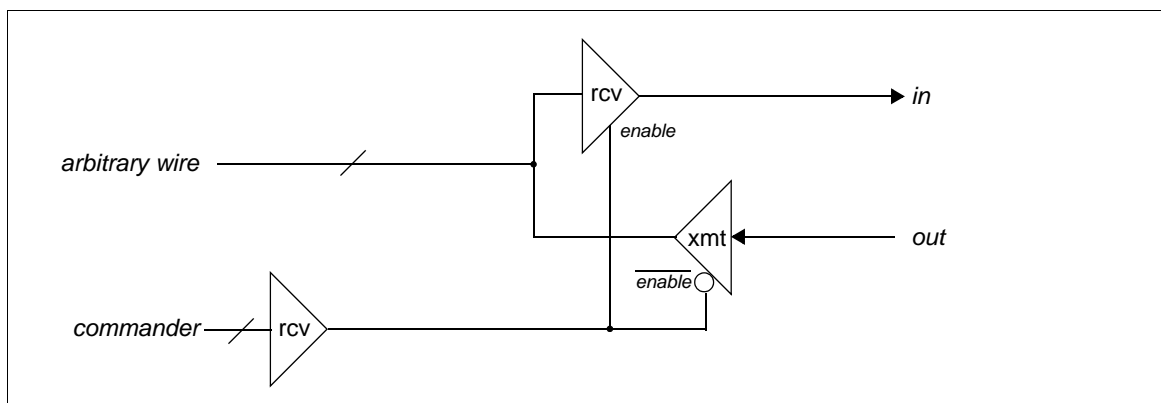 rcv
in
enable
arbitrary wire
xmt
out
enable
commander
rcv